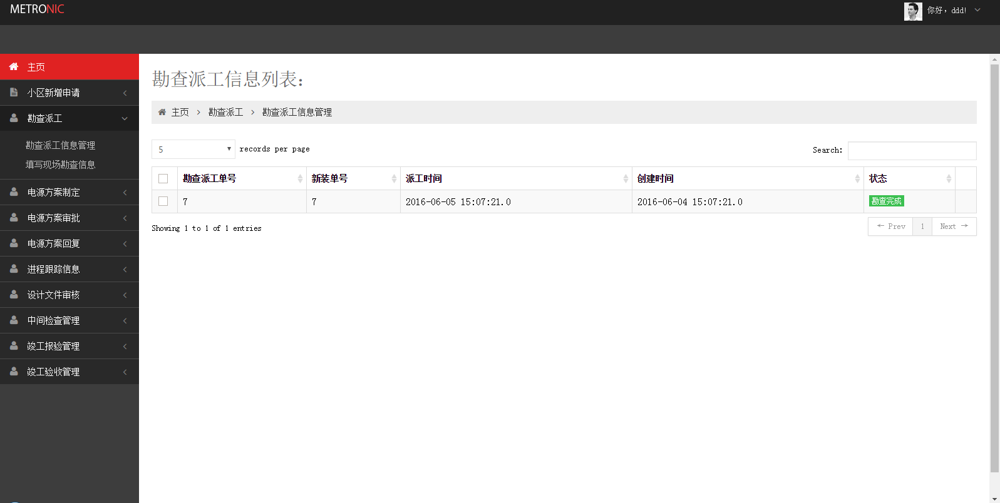 METRONIC
你好，ddd!
主页
小区新增申请
勘查派工
勘查派工信息管理
填写现场勘查信息
电源方案制定
电源方案审批
电源方案回复
进程跟踪信息
设计文件审核
中间检查管理
竣工报验管理
竣工验收管理
勘查派工信息列表：
主页 > 勘查派工 > 勘查派工信息管理
5 records per page
Search:
勘查派工单号 新装单号 派工时间 创建时间 状态
7 7 2016-06-05 15:07:21.0 2016-06-04 15:07:21.0 勘查完成
Showing 1 to 1 of 1 entries
← Prev 1 Next →